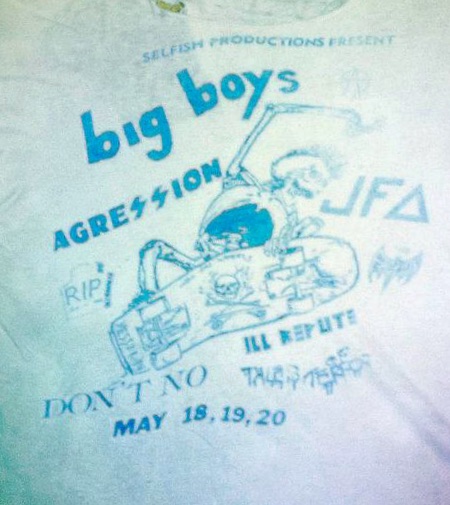 SELFISH PRODUCTIONS PRESENT
big boys
AGRESSION
JFA
RIP
ILL REPUTE
DON'T NO
MAY 18,19,20